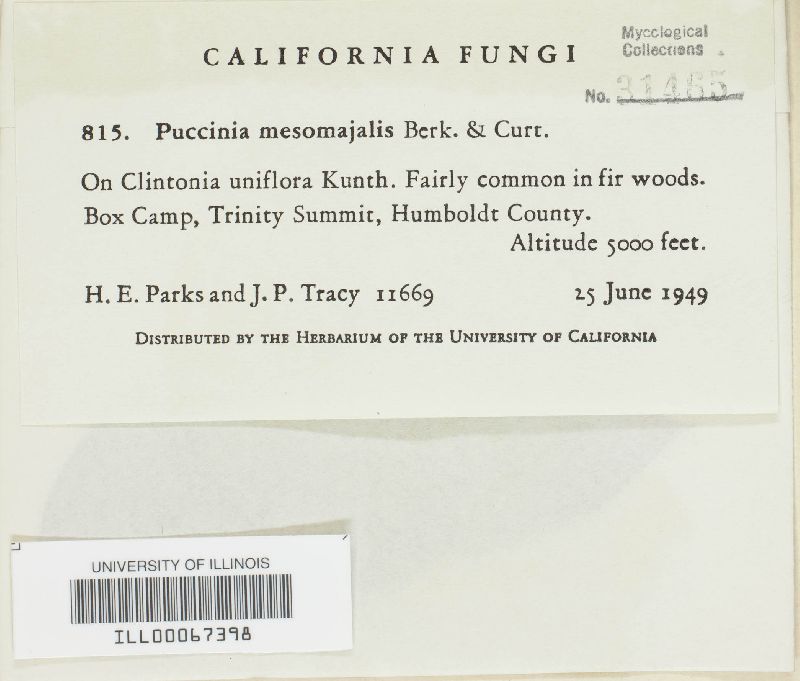 CALIFORNIA FUNGI
Mycological
Collections
No. 31465
815. Puccinia mesomajalis Berk. & Curt.
On Clintonia uniflora Kunth. Fairly common in fir woods.
Box Camp, Trinity Summit, Humboldt County.
Altitude 5000 feet.
H. E. Parks and J. P. Tracy 11669 25 June 1949
DISTRIBUTED BY THE HERBARIUM OF THE UNIVERSITY OF CALIFORNIA
UNIVERSITY OF ILLINOIS
ILL00067398